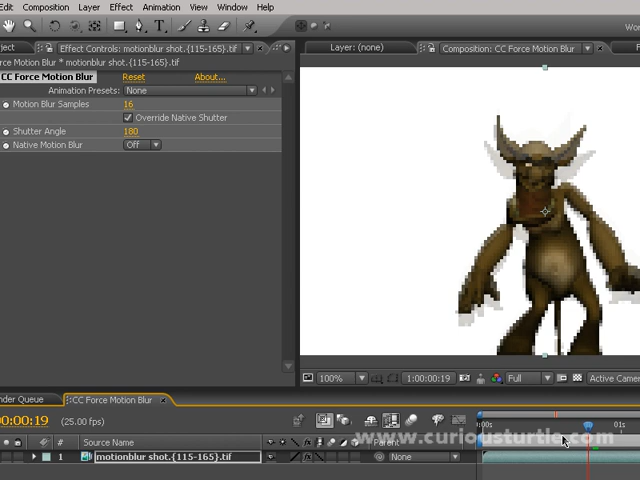 Edit Composition Layer Effect Animation View Window Help
ject Effect Controls: motionblur shot.{115-165}.tif
Layer: (none) Composition: CC Force Motion Blur
rce Motion Blur * motionblur shot.{115-165}.tif
CC Force Motion Blur Reset About...
Animation Presets: None
Motion Blur Samples 16
Override Native Shutter
Shutter Angle 180
Native Motion Blur Off
100% 1:00:00:19 Full Active Camer
nder Queue CC Force Motion Blur
00:00:19 (25.00 fps)
:00s 01s
# Source Name Parent
www.curiousturtle.com
1 motionblur shot.{115-165}.tif None